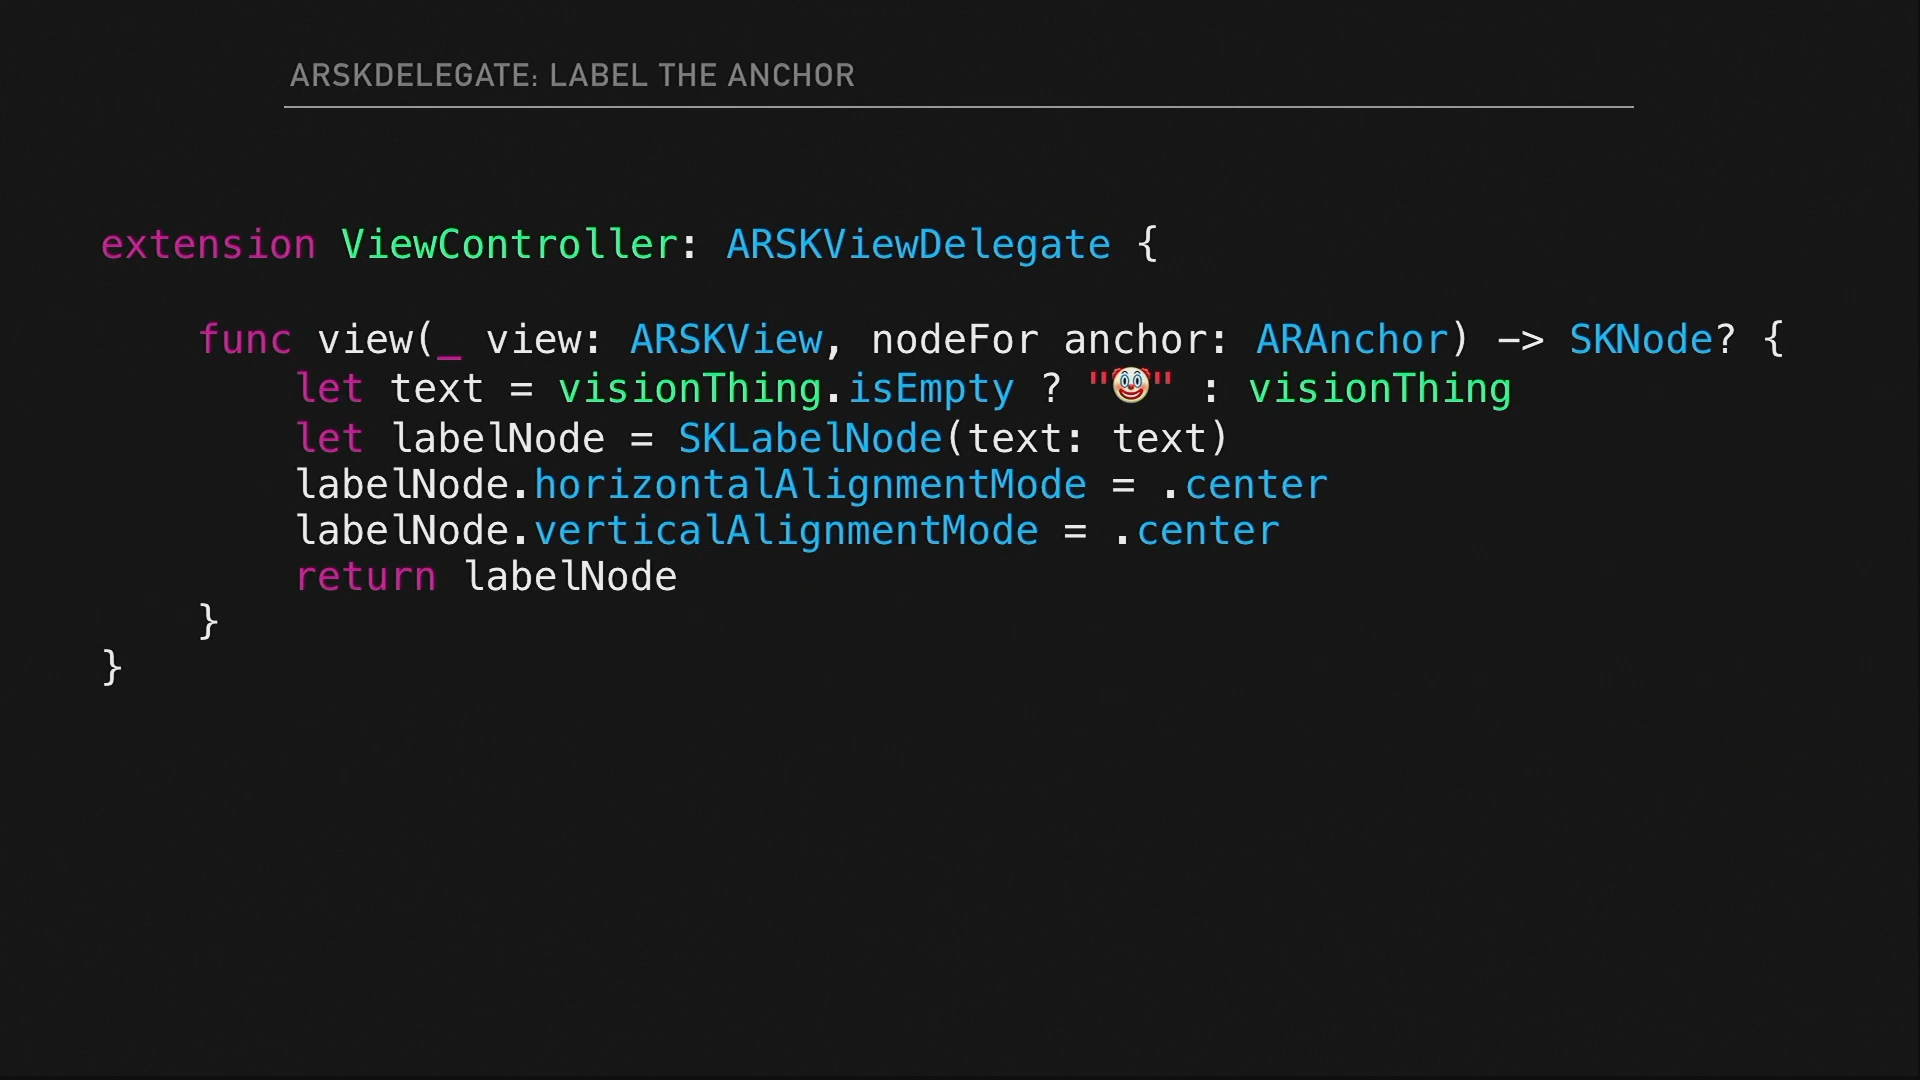 ARSKDELEGATE: LABEL THE ANCHOR
extension ViewController: ARSKViewDelegate {
func view(_ view: ARSKView, nodeFor anchor: ARAnchor) -> SKNode? {
let text = visionThing.isEmpty ? "🤡" : visionThing
let labelNode = SKLabelNode(text: text)
labelNode.horizontalAlignmentMode = .center
labelNode.verticalAlignmentMode = .center
return labelNode
}
}